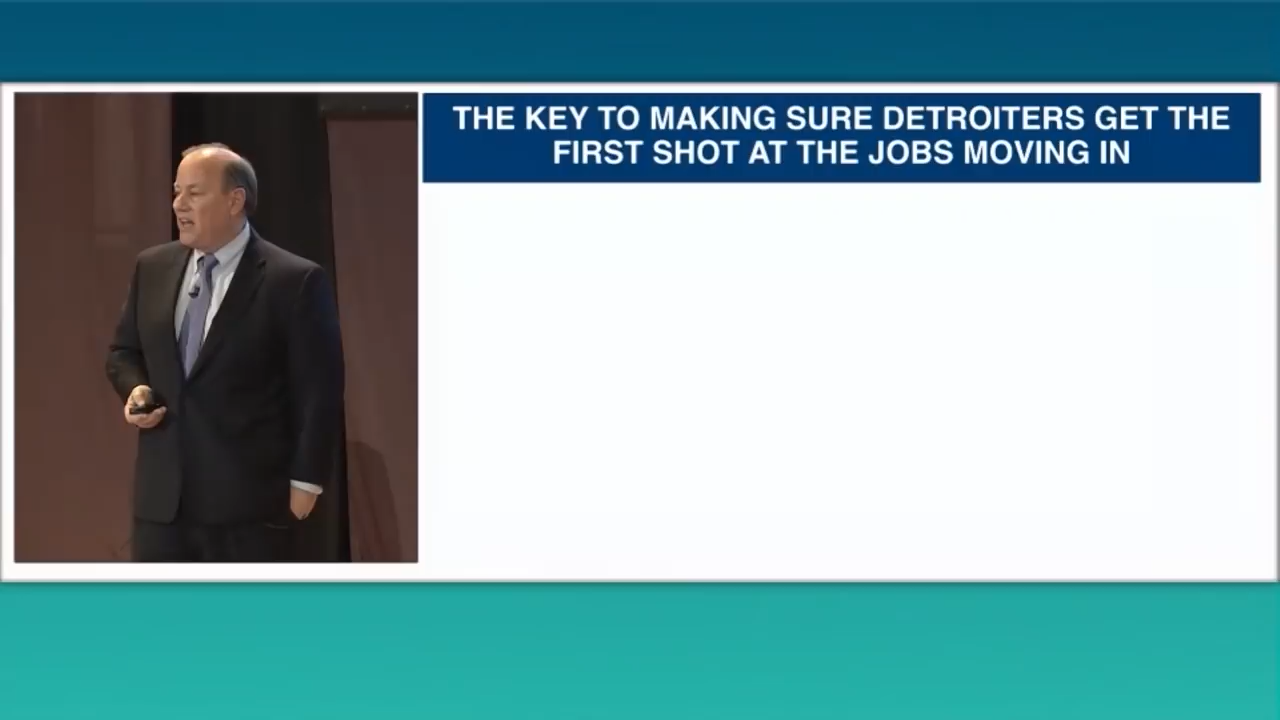 THE KEY TO MAKING SURE DETROITERS GET THE
FIRST SHOT AT THE JOBS MOVING IN